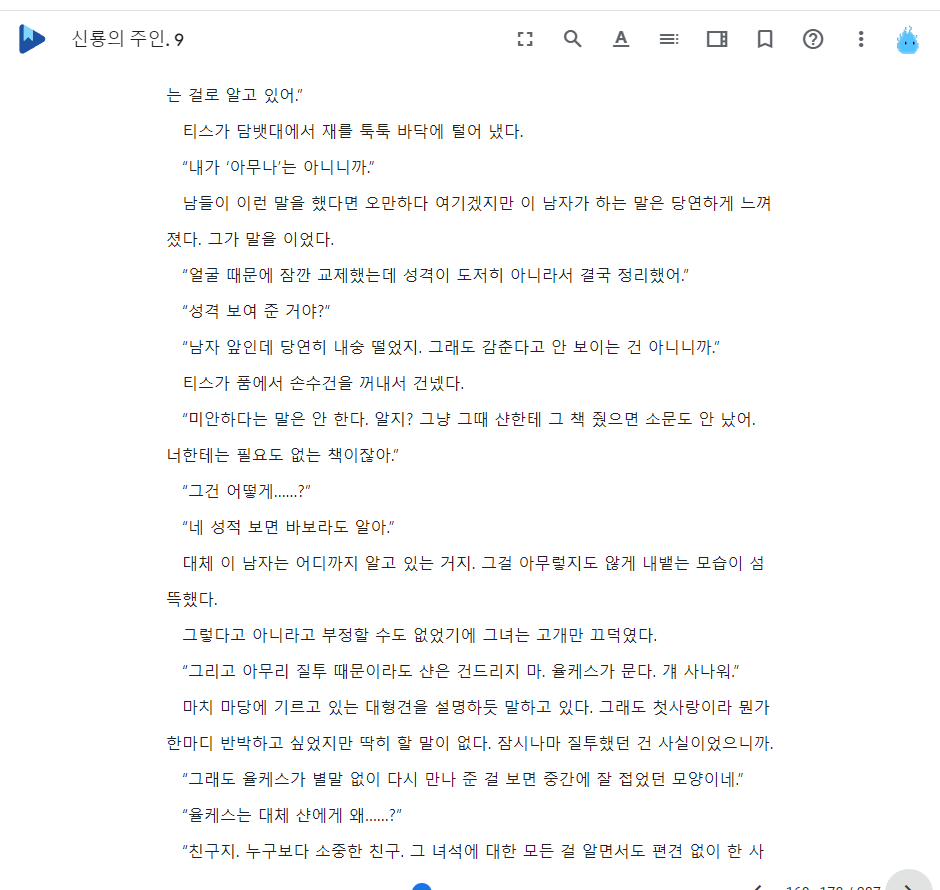 신룡의 주인. 9
는 걸로 알고 있어.”
티스가 담뱃대에서 재를 툭툭 바닥에 털어 냈다.
“내가 ‘아무나’는 아니니까.”
남들이 이런 말을 했다면 오만하다 여기겠지만 이 남자가 하는 말은 당연하게 느껴
졌다. 그가 말을 이었다.
“얼굴 때문에 잠깐 교제했는데 성격이 도저히 아니라서 결국 정리했어.”
“성격 보여 준 거야?”
“남자 앞인데 당연히 내숭 떨었지. 그래도 감춘다고 안 보이는 건 아니니까.”
티스가 품에서 손수건을 꺼내서 건넸다.
“미안하다는 말은 안 한다. 알지? 그냥 그때 샨한테 그 책 줬으면 소문도 안 났어.
너한테는 필요도 없는 책이잖아.”
“그건 어떻게……?”
“네 성적 보면 바보라도 알아.”
대체 이 남자는 어디까지 알고 있는 거지. 그걸 아무렇지도 않게 내뱉는 모습이 섬
뜩했다.
그렇다고 아니라고 부정할 수도 없었기에 그녀는 고개만 끄덕였다.
“그리고 아무리 질투 때문이라도 샨은 건드리지 마. 율케스가 문다. 걔 사나워.”
마치 마당에 기르고 있는 대형견을 설명하듯 말하고 있다. 그래도 첫사랑이라 뭔가
한마디 반박하고 싶었지만 딱히 할 말이 없다. 잠시나마 질투했던 건 사실이었으니까.
“그래도 율케스가 별말 없이 다시 만나 준 걸 보면 중간에 잘 접었던 모양이네.”
“율케스는 대체 샨에게 왜……?”
“친구지. 누구보다 소중한 친구. 그 녀석에 대한 모든 걸 알면서도 편견 없이 한 사